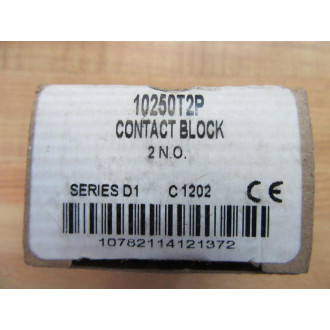 10250T2P
CONTACT BLOCK
2 N.O.
SERIES D1 C 1202 CE
10782114121372